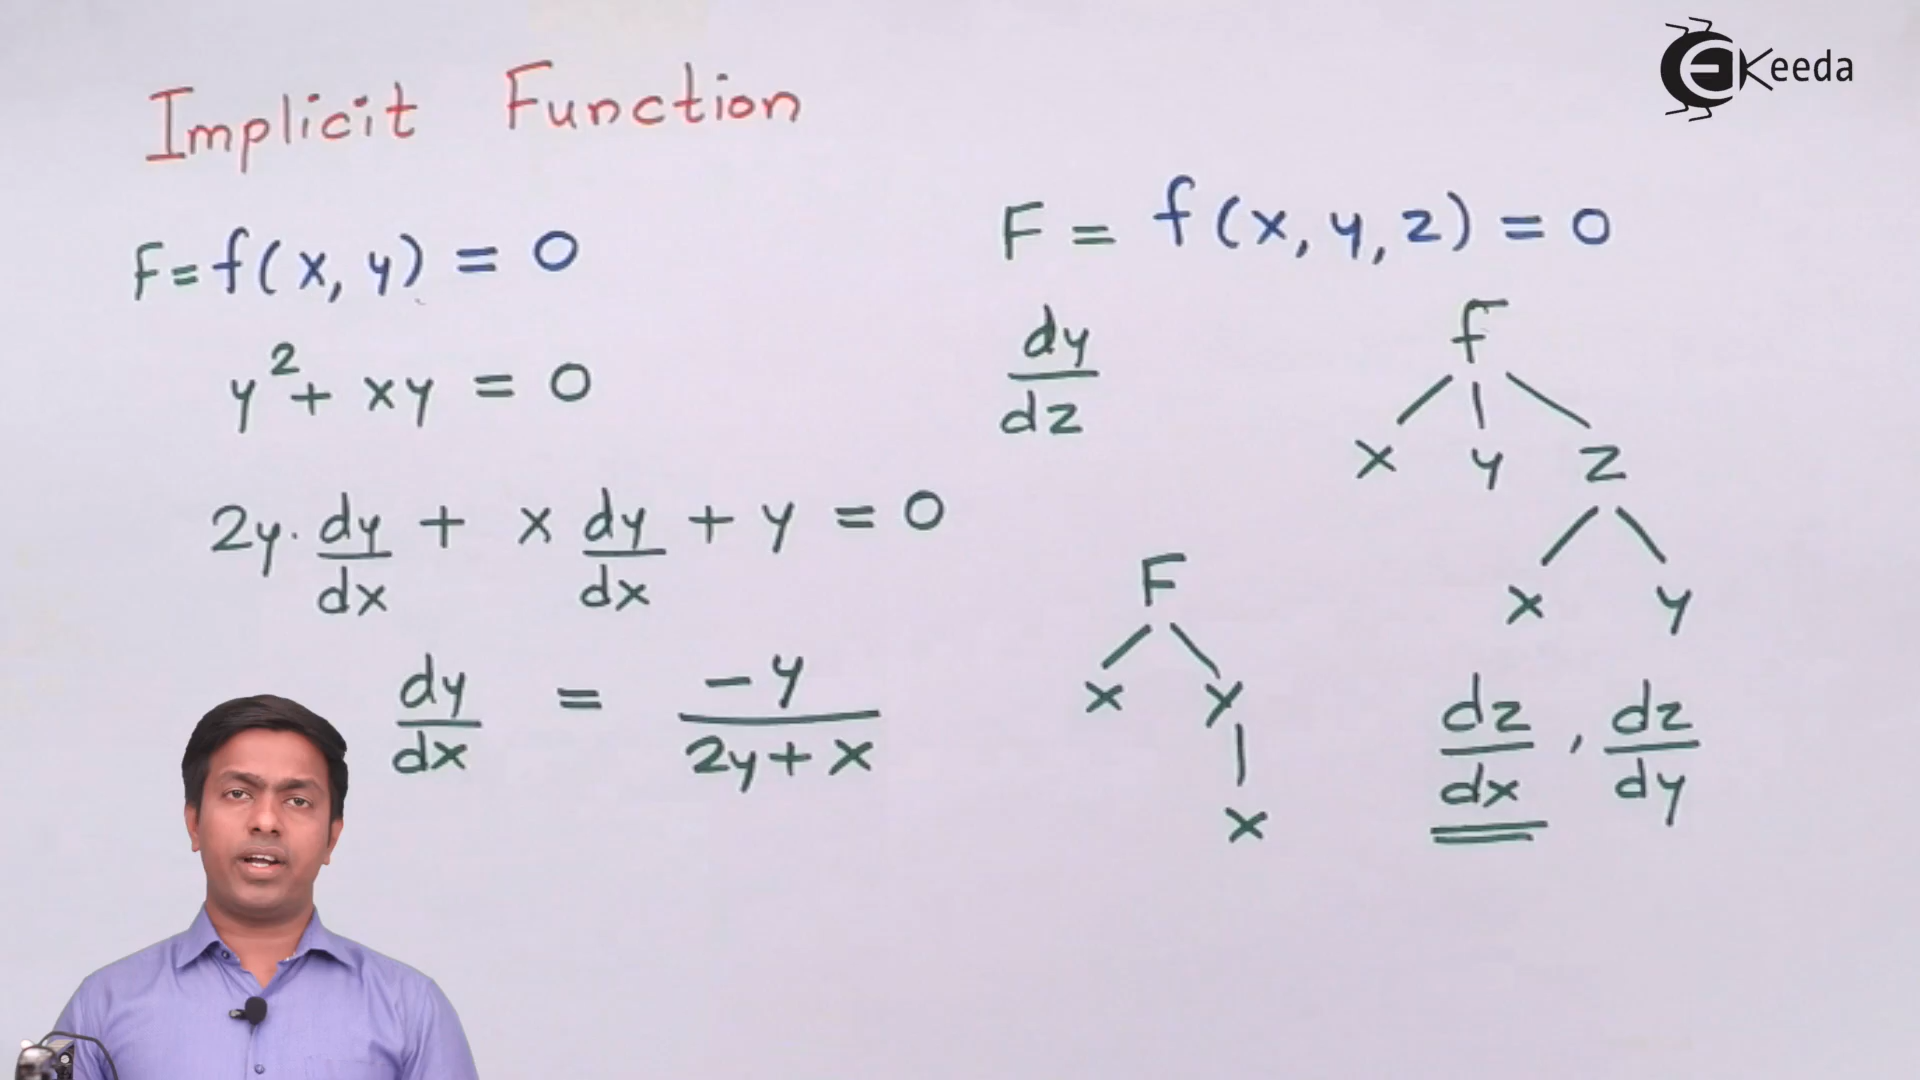 Implicit Function
F = f(x, y) = 0
y² + xy = 0
2y · dy/dx + x dy/dx + y = 0
dy/dx = -y / 2y + x
EKeeda
F = f(x, y, z) = 0
dy/dz
f
x y z
x y
F
x y
x
dz/dx , dz/dy